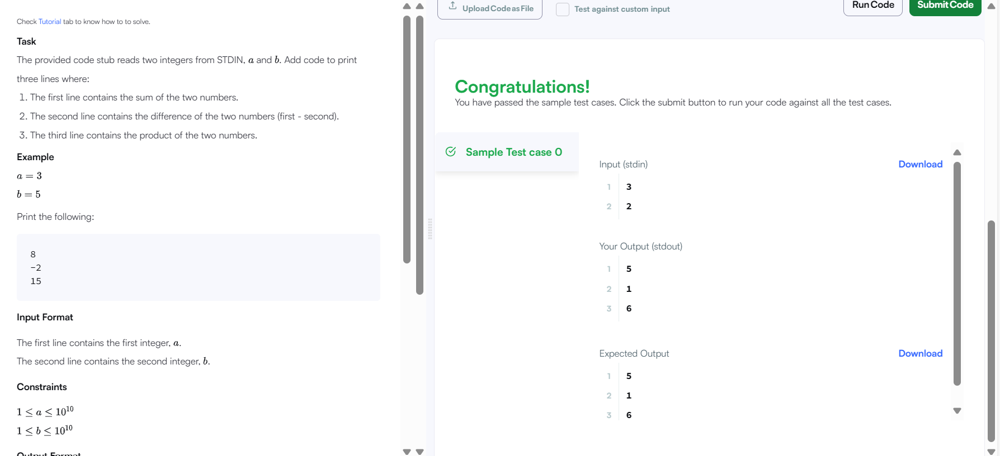 Check Tutorial tab to know how to to solve.
Task
The provided code stub reads two integers from STDIN, a and b. Add code to print
three lines where:
1. The first line contains the sum of the two numbers.
2. The second line contains the difference of the two numbers (first - second).
3. The third line contains the product of the two numbers.
Example
a = 3
b = 5
Print the following:
8
-2
15
Input Format
The first line contains the first integer, a.
The second line contains the second integer, b.
Constraints
1 ≤ a ≤ 10^10
1 ≤ b ≤ 10^10
Output Format
Upload Code as File
Test against custom input
Run Code
Submit Code
Congratulations!
You have passed the sample test cases. Click the submit button to run your code against all the test cases.
Sample Test case 0
Input (stdin)
Download
1 3
2 2
Your Output (stdout)
1 5
2 1
3 6
Expected Output
Download
1 5
2 1
3 6